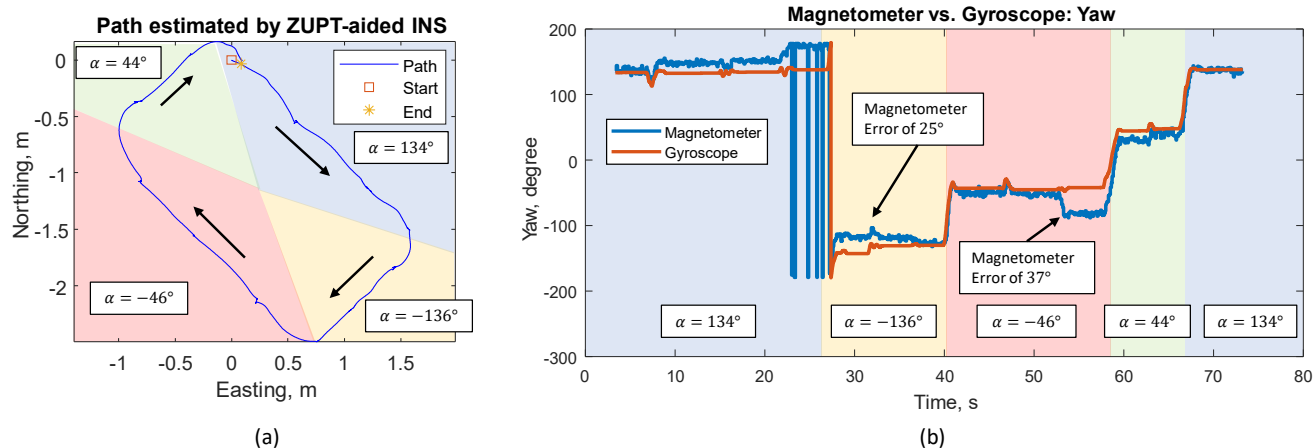 Path estimated by ZUPT-aided INS
α = 44°
Path
Start
End
α = 134°
α = −46°
α = −136°
0
-0.5
-1
-1.5
-2
Northing, m
-1
-0.5
0
0.5
1
1.5
Easting, m
(a)
Magnetometer vs. Gyroscope: Yaw
200
100
0
-100
-200
-300
Yaw, degree
Magnetometer
Gyroscope
Magnetometer
Error of 25°
Magnetometer
Error of 37°
α = 134°
α = −136°
α = −46°
α = 44°
α = 134°
0
10
20
30
40
50
60
70
80
Time, s
(b)